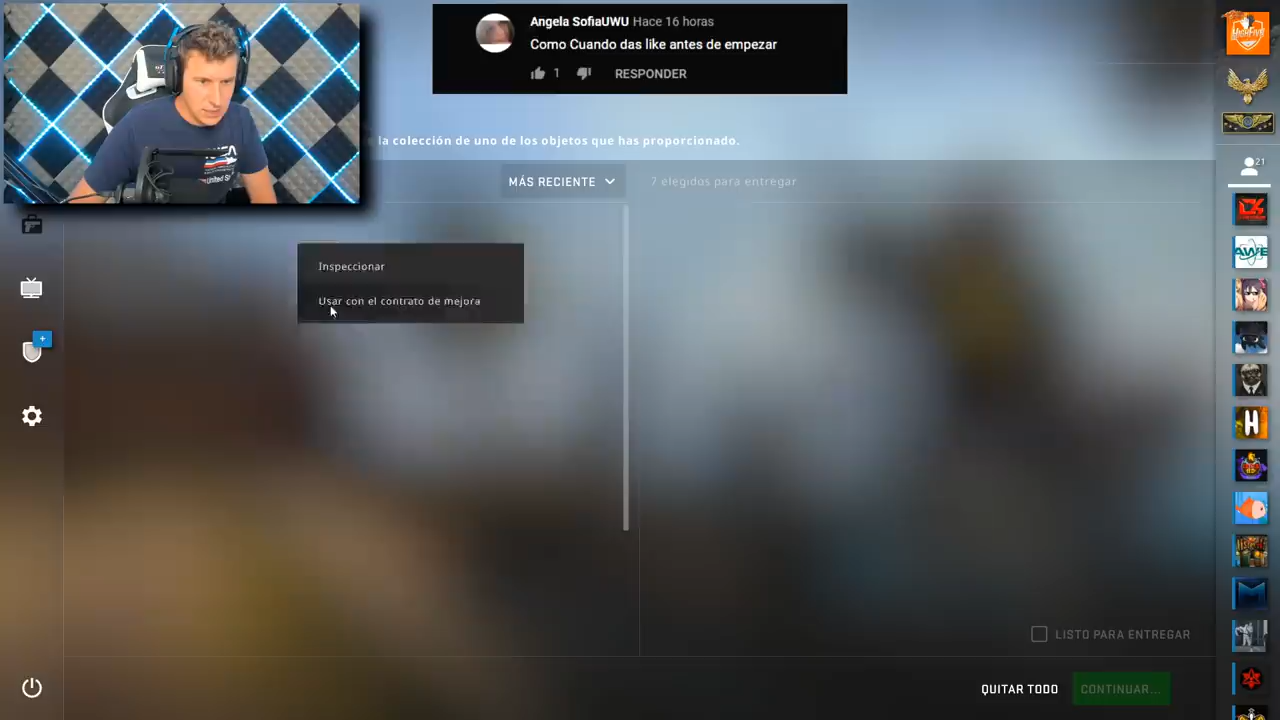 Angela SofiaUWU Hace 16 horas
Como Cuando das like antes de empezar
1 RESPONDER
la colección de uno de los objetos que has proporcionado.
MÁS RECIENTE
7 elegidos para entregar
Inspeccionar
Usar con el contrato de mejora
21
+
H
LISTO PARA ENTREGAR
QUITAR TODO
CONTINUAR...